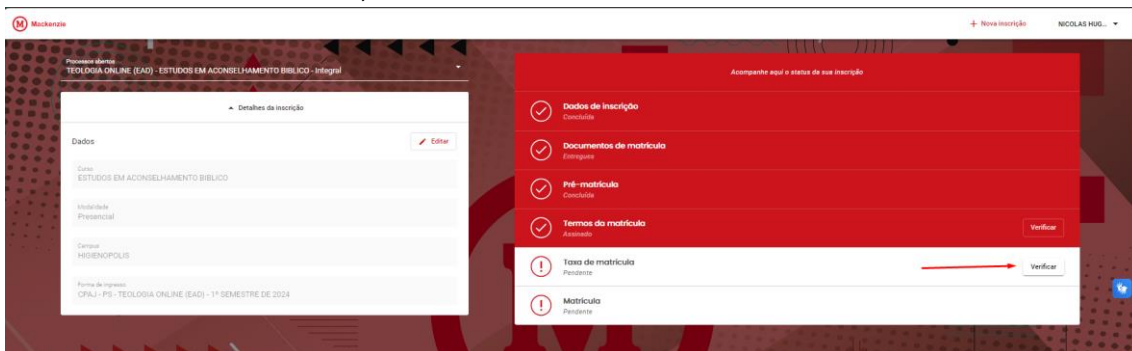 Mackenzie
+ Nova inscrição
NICOLAS HUG...
Processos abertos
TEOLOGIA ONLINE (EAD) - ESTUDOS EM ACONSELHAMENTO BIBLICO - Integral
Detalhes da inscrição
Dados
Editar
Curso
ESTUDOS EM ACONSELHAMENTO BIBLICO
Modalidade
Presencial
Campus
HIGIENOPOLIS
Forma de ingresso
CPAJ - PS - TEOLOGIA ONLINE (EAD) - 1º SEMESTRE DE 2024
Acompanhe aqui o status de sua inscrição
Dados de inscrição
Concluída
Documentos de matrícula
Entregues
Pré-matrícula
Concluída
Termos da matrícula
Assinado
Verificar
Taxa de matrícula
Pendente
Verificar
Matrícula
Pendente